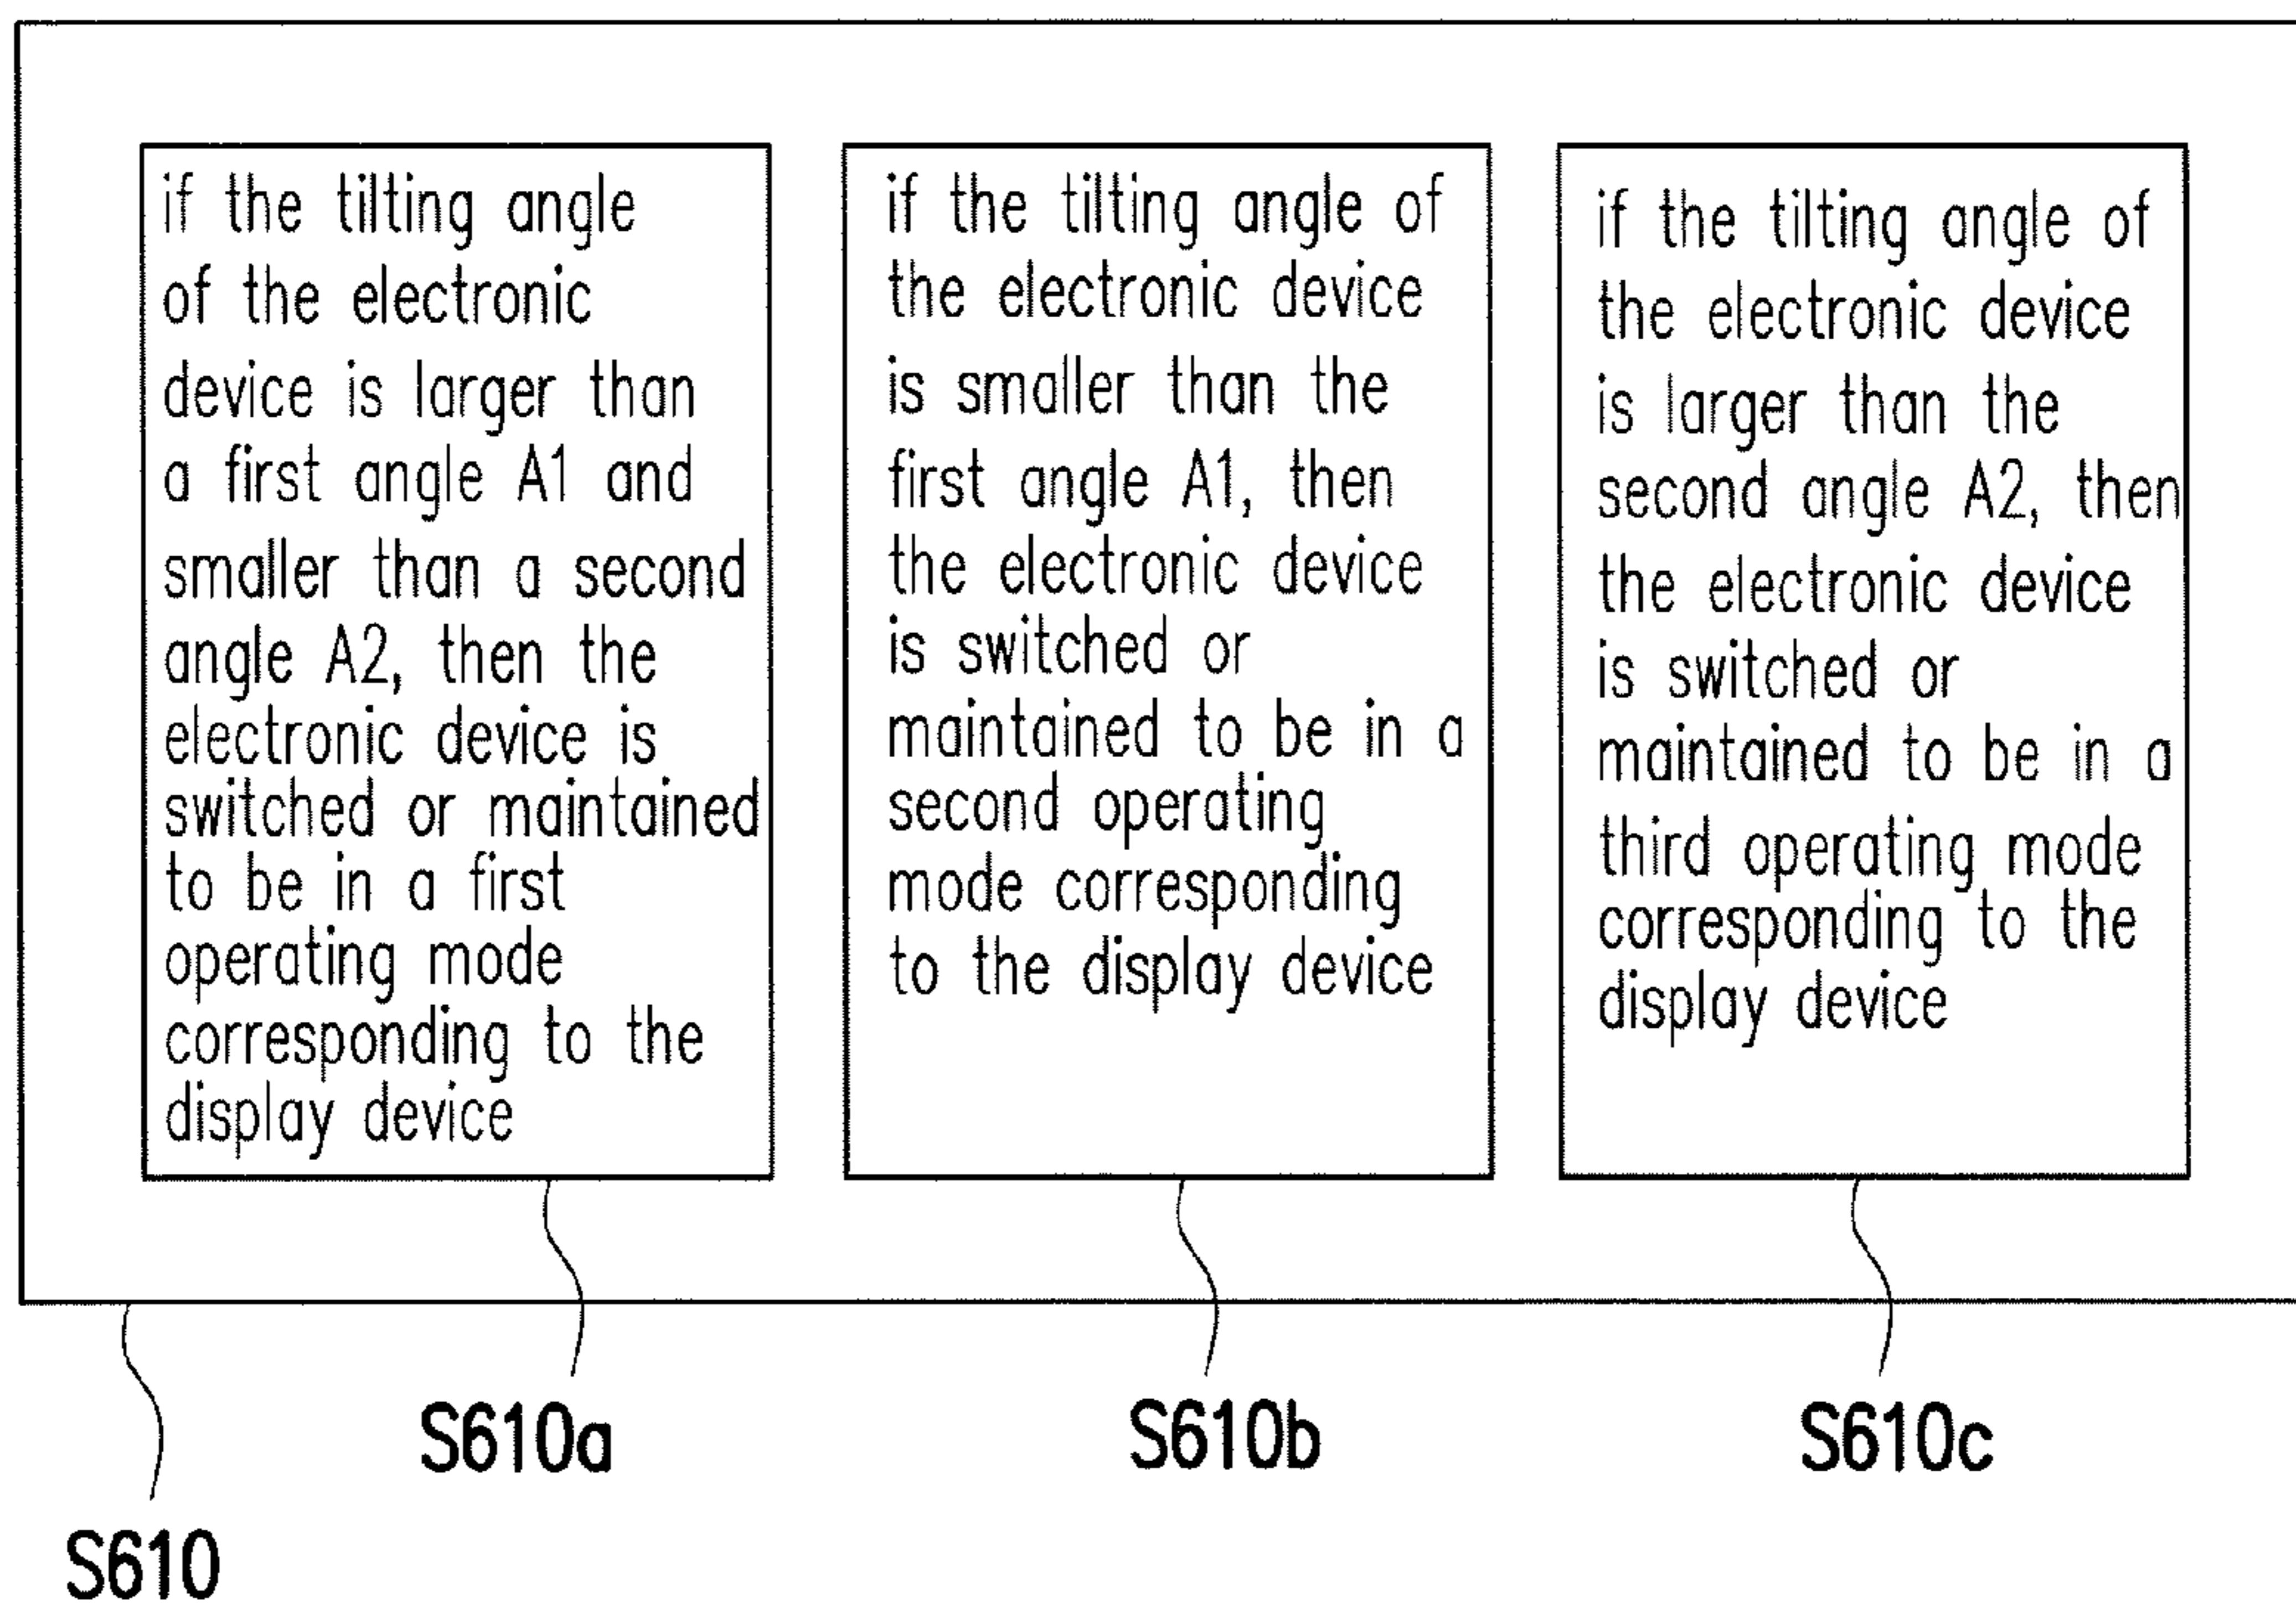 if the tilting angle
of the electronic
device is larger than
a first angle A1 and
smaller than a second
angle A2, then the
electronic device is
switched or maintained
to be in a first
operating mode
corresponding to the
display device
if the tilting angle of
the electronic device
is smaller than the
first angle A1, then
the electronic device
is switched or
maintained to be in a
second operating
mode corresponding
to the display device
if the tilting angle of
the electronic device
is larger than the
second angle A2, then
the electronic device
is switched or
maintained to be in a
third operating mode
corresponding to the
display device
S610a
S610b
S610c
S610